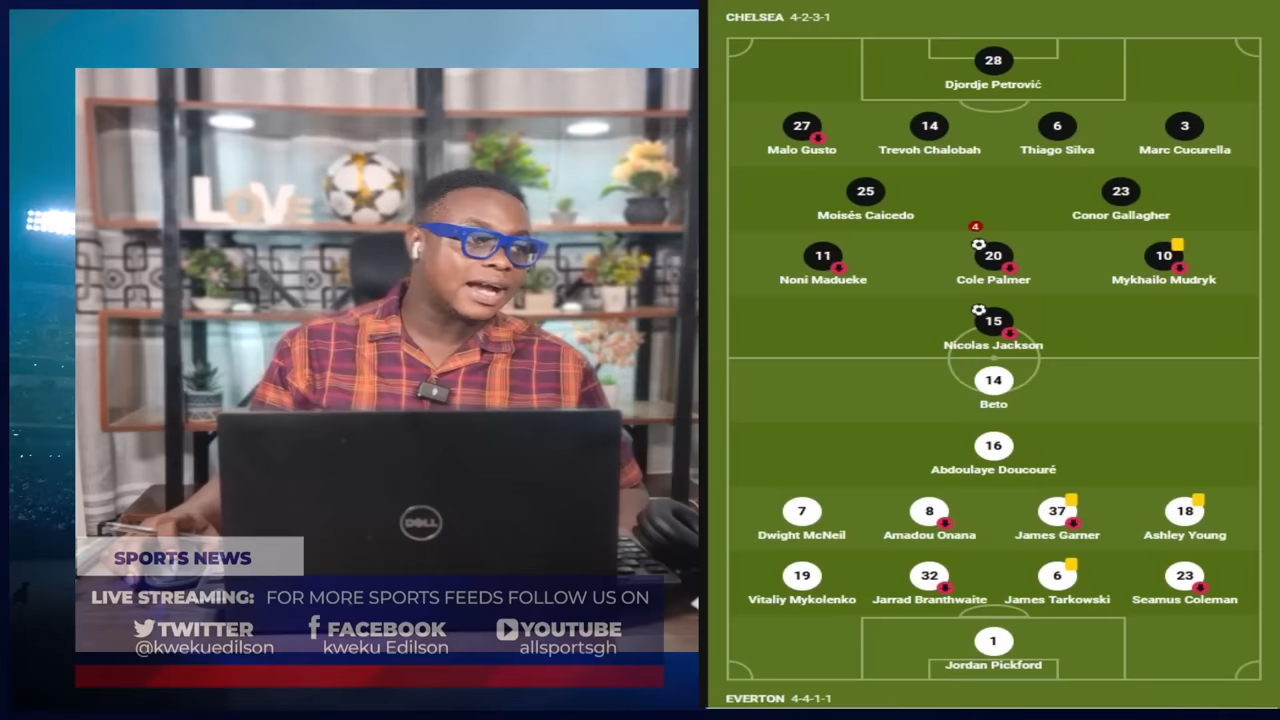 LOVE
DELL
SPORTS NEWS
LIVE STREAMING: FOR MORE SPORTS FEEDS FOLLOW US ON
TWITTER
@kwekuedilson
FACEBOOK
kweku Edilson
YOUTUBE
allsportsgh
CHELSEA 4-2-3-1
28
Djordje Petrović
27 14 6 3
Malo Gusto Trevoh Chalobah Thiago Silva Marc Cucurella
25 23
Moisés Caicedo Conor Gallagher
4
11 20 10
Noni Madueke Cole Palmer Mykhailo Mudryk
15
Nicolas Jackson
14
Beto
16
Abdoulaye Doucouré
7 8 37 18
Dwight McNeil Amadou Onana James Garner Ashley Young
19 32 6 23
Vitaliy Mykolenko Jarrad Branthwaite James Tarkowski Seamus Coleman
1
Jordan Pickford
EVERTON 4-4-1-1